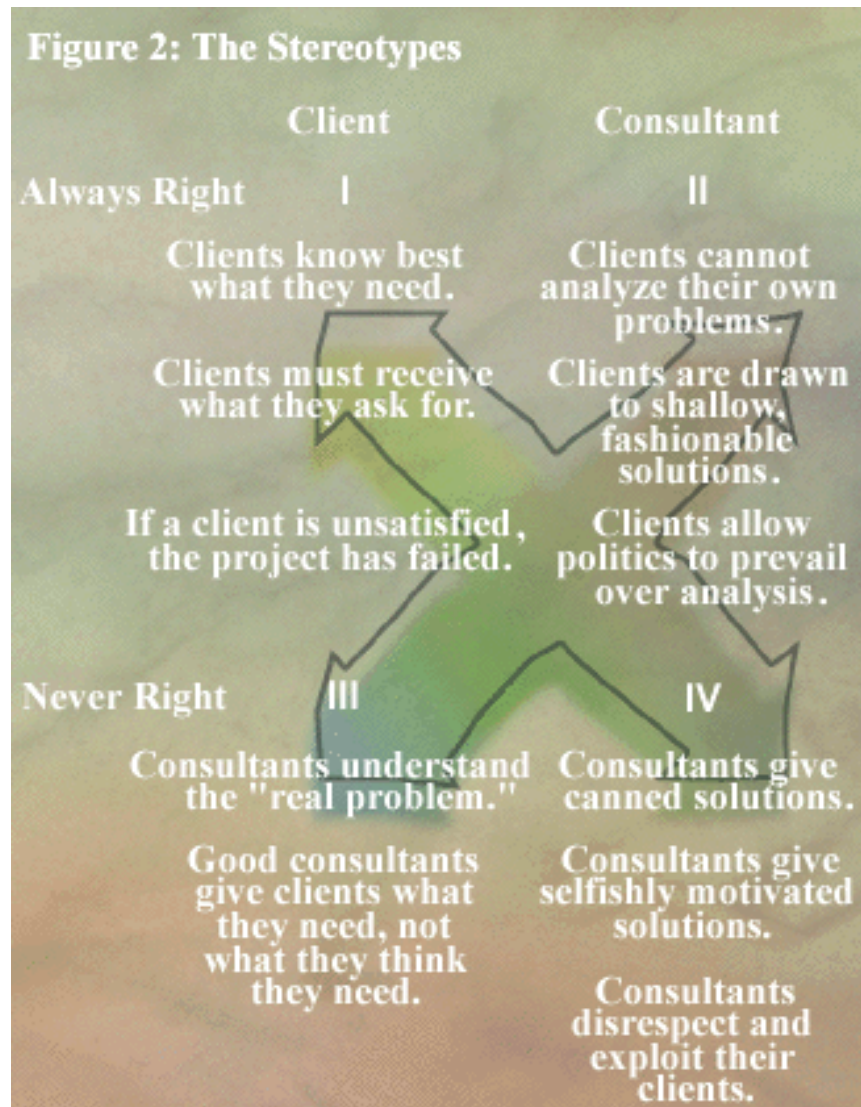 Figure 2: The Stereotypes
Client
Consultant
Always Right
I
II
Clients know best
what they need.
Clients must receive
what they ask for.
If a client is unsatisfied,
the project has failed.
Clients cannot
analyze their own
problems.
Clients are drawn
to shallow,
fashionable
solutions.
Clients allow
politics to prevail
over analysis.
Never Right
III
IV
Consultants understand
the "real problem."
Good consultants
give clients what
they need, not
what they think
they need.
Consultants give
canned solutions.
Consultants give
selfishly motivated
solutions.
Consultants
disrespect and
exploit their
clients.